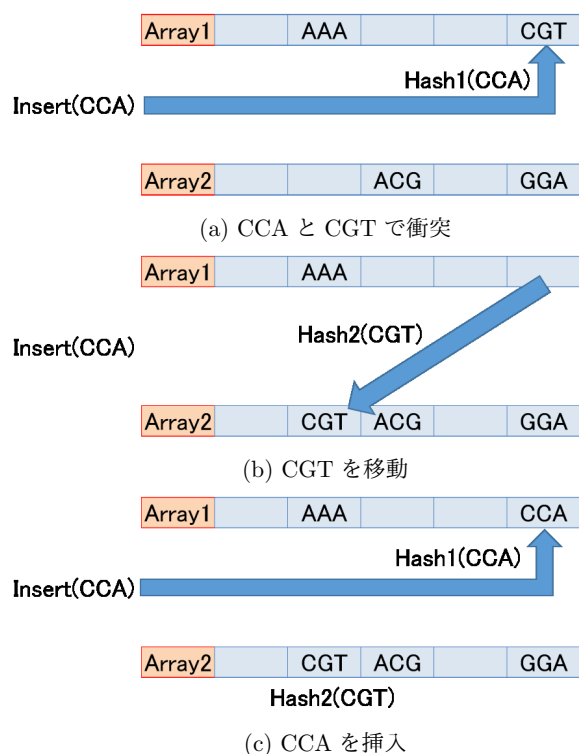 Array1 AAA CGT
Hash1(CCA)
Insert(CCA)
Array2 ACG GGA
(a) CCA と CGT で衝突
Array1 AAA
Hash2(CGT)
Insert(CCA)
Array2 CGT ACG GGA
(b) CGT を移動
Array1 AAA CCA
Hash1(CCA)
Insert(CCA)
Array2 CGT ACG GGA
Hash2(CGT)
(c) CCA を挿入